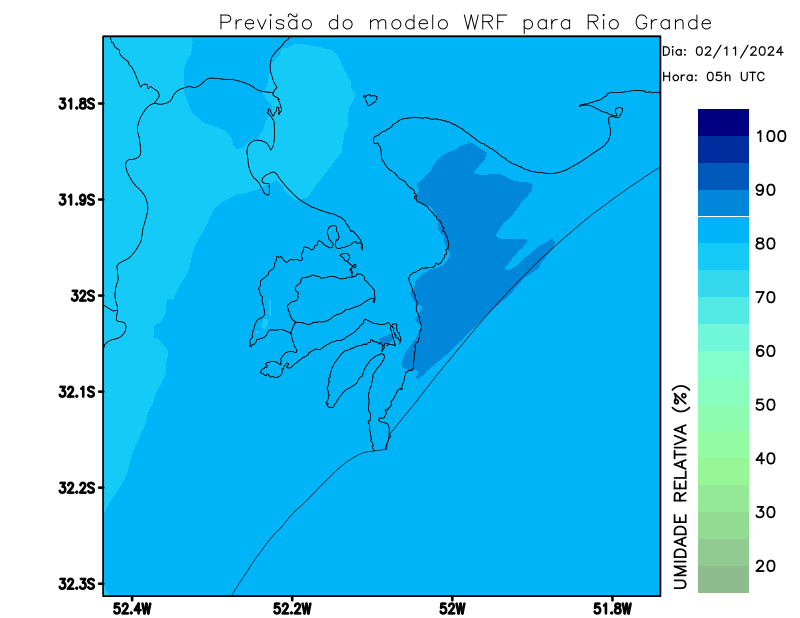 Previsão do modelo WRF para Rio Grande
Dia: 02/11/2024
Hora: 05h UTC
31.8S
31.9S
32S
32.1S
32.2S
32.3S
52.4W
52.2W
52W
51.8W
100
90
80
70
60
50
40
30
20
UMIDADE RELATIVA (%)